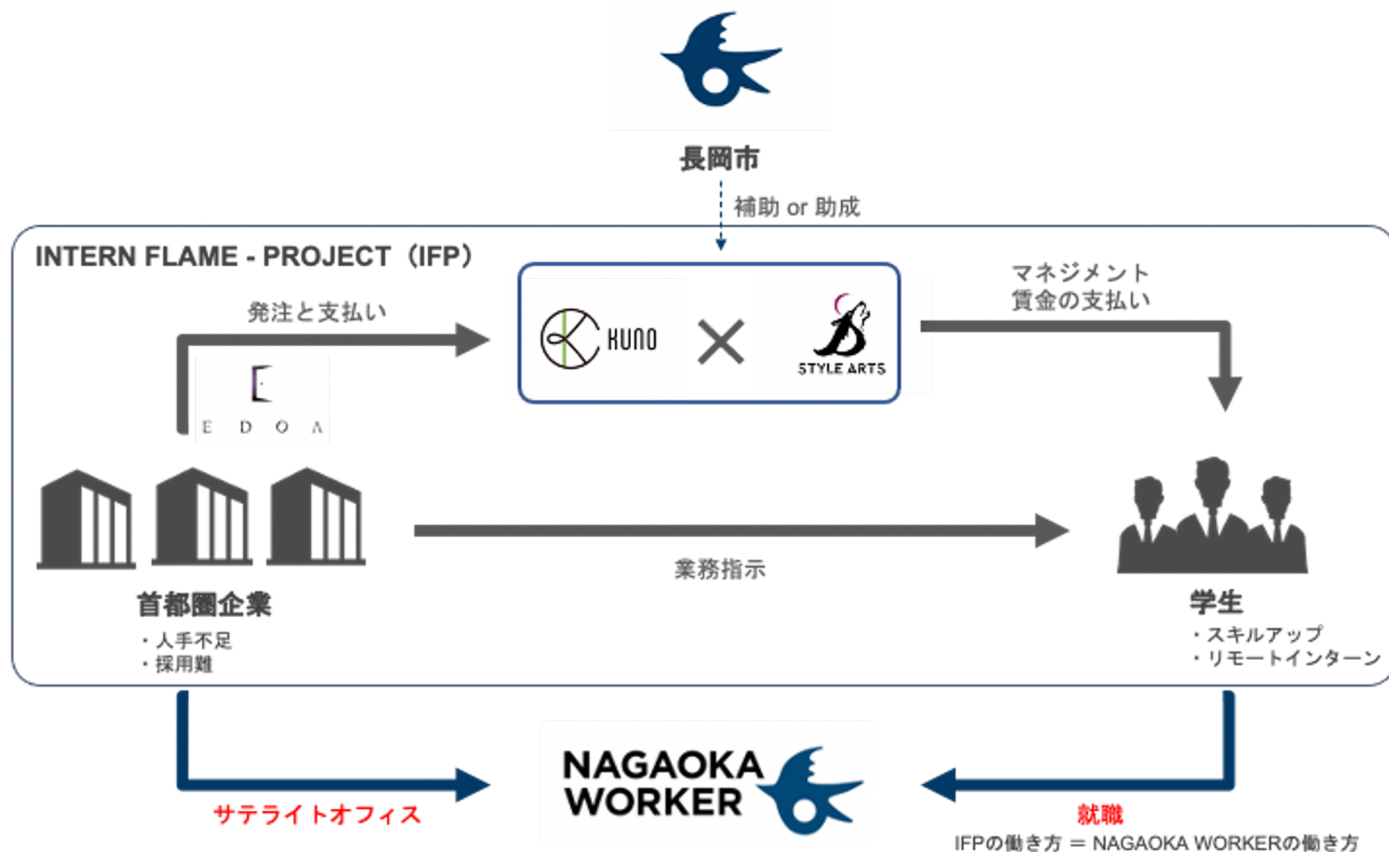 長岡市
補助 or 助成
INTERN FLAME - PROJECT（IFP）
発注と支払い
KUNO
STYLE ARTS
マネジメント
賃金の支払い
E D O A
業務指示
首都圏企業
・人手不足
・採用難
学生
・スキルアップ
・リモートインターン
サテライトオフィス
NAGAOKA
WORKER
就職
IFPの働き方 ＝ NAGAOKA WORKERの働き方